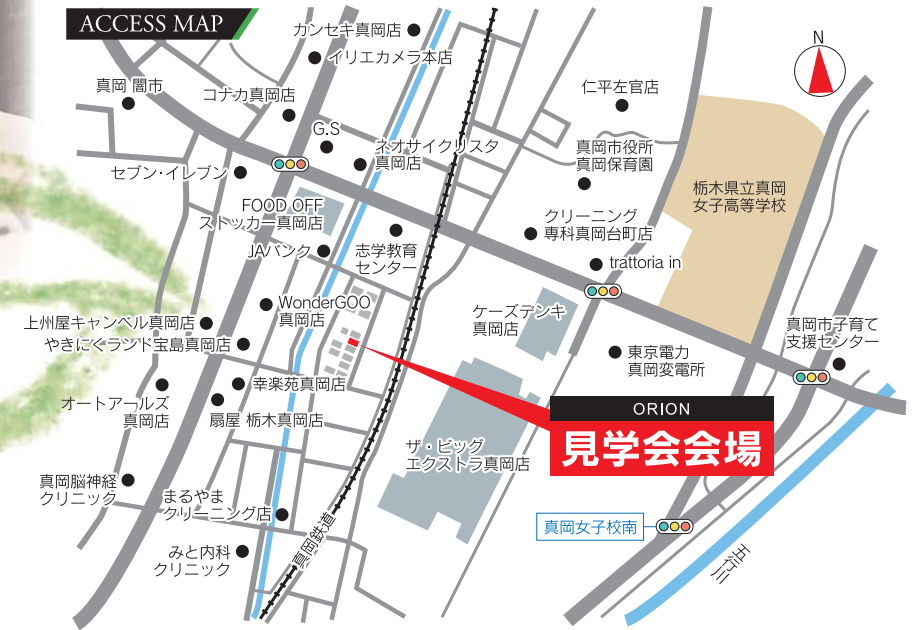 ACCESS MAP
カンセキ真岡店
イリエカメラ本店
N
真岡 闇市
コナカ真岡店
仁平左官店
G.S
ネオサイクリスタ
真岡店
真岡市役所
真岡保育園
セブン・イレブン
栃木県立真岡
女子高等学校
FOOD OFF
ストッカー真岡店
クリーニング
専科真岡台町店
JAバンク
志学教育
センター
trattoria in
WonderGOO
真岡店
ケーズデンキ
真岡店
上州屋キャンベル真岡店
やきにくランド宝島真岡店
真岡市子育て
支援センター
東京電力
真岡変電所
幸楽苑真岡店
オートアールズ
真岡店
扇屋 栃木真岡店
ORION
見学会会場
ザ・ビッグ
エクストラ真岡店
真岡脳神経
クリニック
まるやま
クリーニング店
真岡鉄道
真岡女子校南
みと内科
クリニック
五行川